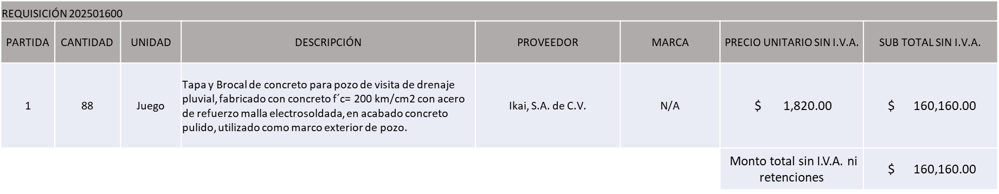 REQUISICIÓN 202501600
PARTIDA CANTIDAD UNIDAD DESCRIPCIÓN PROVEEDOR MARCA PRECIO UNITARIO SIN I.V.A. SUB TOTAL SIN I.V.A.
Tapa y Brocal de concreto para pozo de visita de drenaje
pluvial, fabricado con concreto f´c= 200 km/cm2 con acero
1 88 Juego Ikai, S.A. de C.V. N/A $ 1,820.00 $ 160,160.00
de refuerzo malla electrosoldada, en acabado concreto
pulido, utilizado como marco exterior de pozo.
Monto total sin I.V.A. ni
retenciones
$ 160,160.00